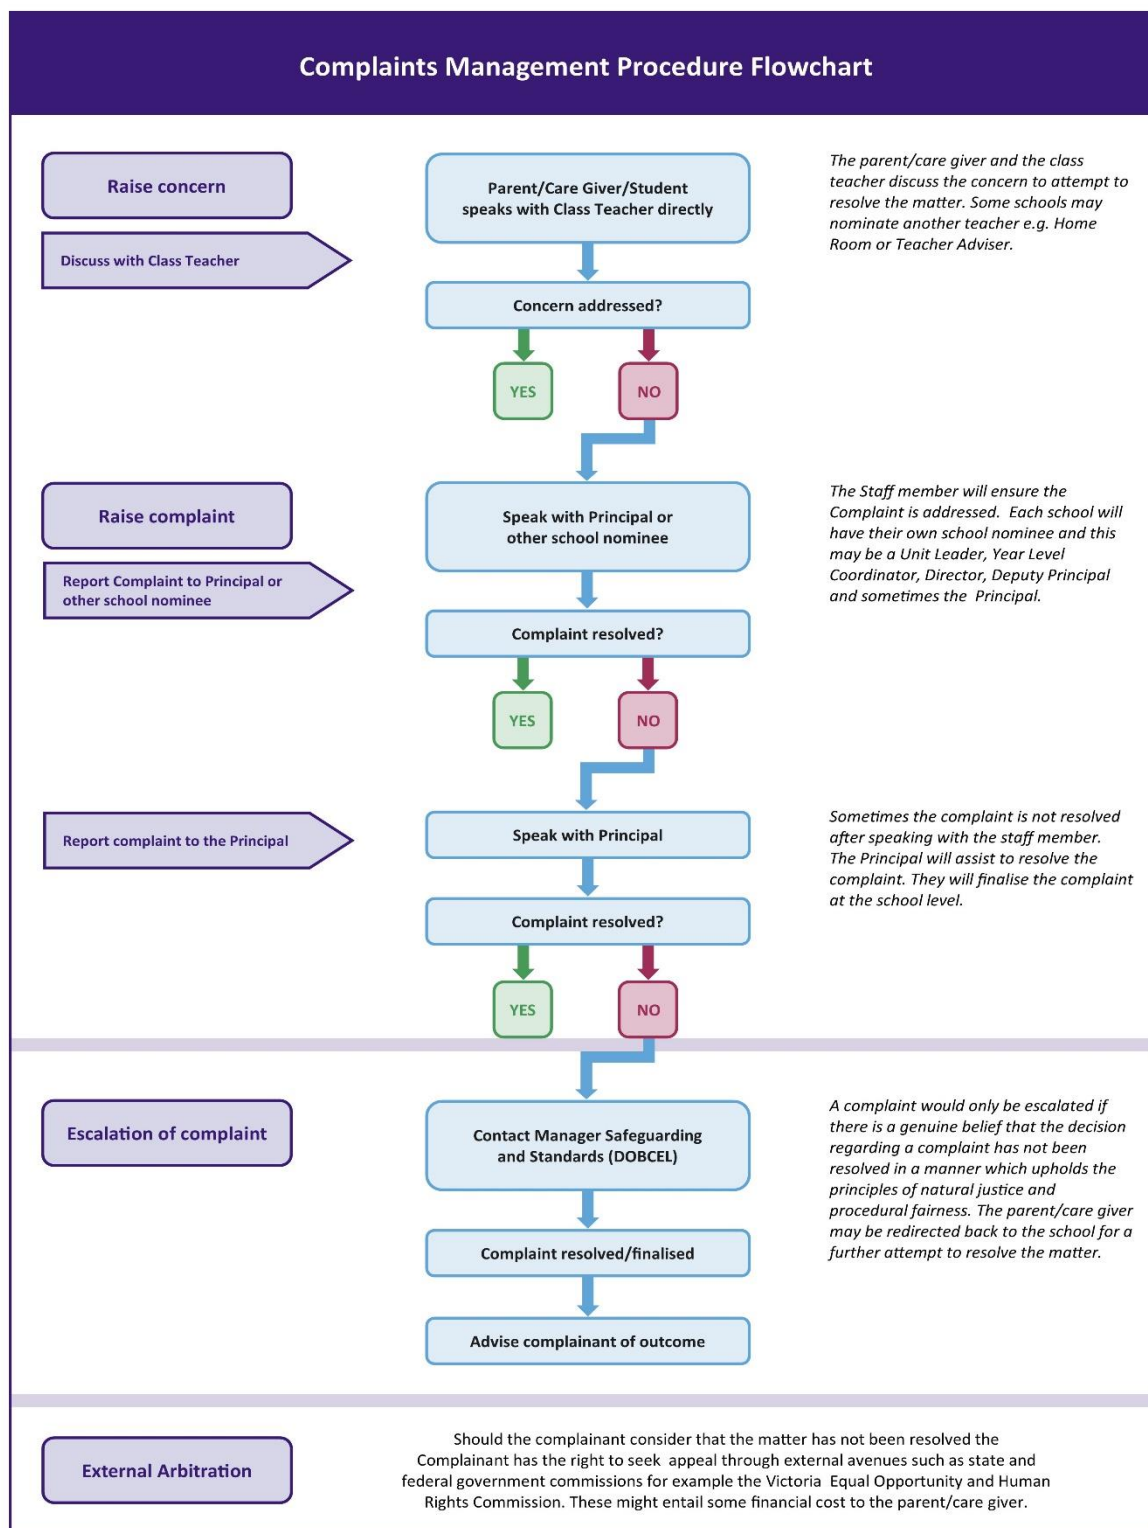 Complaints Management Procedure Flowchart
Raise concern
Discuss with Class Teacher
Parent/Care Giver/Student
speaks with Class Teacher directly
The parent/care giver and the class
teacher discuss the concern to attempt to
resolve the matter. Some schools may
nominate another teacher e.g. Home
Room or Teacher Adviser.
Concern addressed?
YES
NO
Raise complaint
Report Complaint to Principal or
other school nominee
Speak with Principal or
other school nominee
The Staff member will ensure the
Complaint is addressed. Each school will
have their own school nominee and this
may be a Unit Leader, Year Level
Coordinator, Director, Deputy Principal
and sometimes the Principal.
Complaint resolved?
YES
NO
Report complaint to the Principal
Speak with Principal
Sometimes the complaint is not resolved
after speaking with the staff member.
The Principal will assist to resolve the
complaint. They will finalise the complaint
at the school level.
Complaint resolved?
YES
NO
Escalation of complaint
Contact Manager Safeguarding
and Standards (DOBCEL)
A complaint would only be escalated if
there is a genuine belief that the decision
regarding a complaint has not been
resolved in a manner which upholds the
principles of natural justice and
procedural fairness. The parent/care giver
may be redirected back to the school for a
further attempt to resolve the matter.
Complaint resolved/finalised
Advise complainant of outcome
External Arbitration
Should the complainant consider that the matter has not been resolved the
Complainant has the right to seek appeal through external avenues such as state and
federal government commissions for example the Victoria Equal Opportunity and Human
Rights Commission. These might entail some financial cost to the parent/care giver.